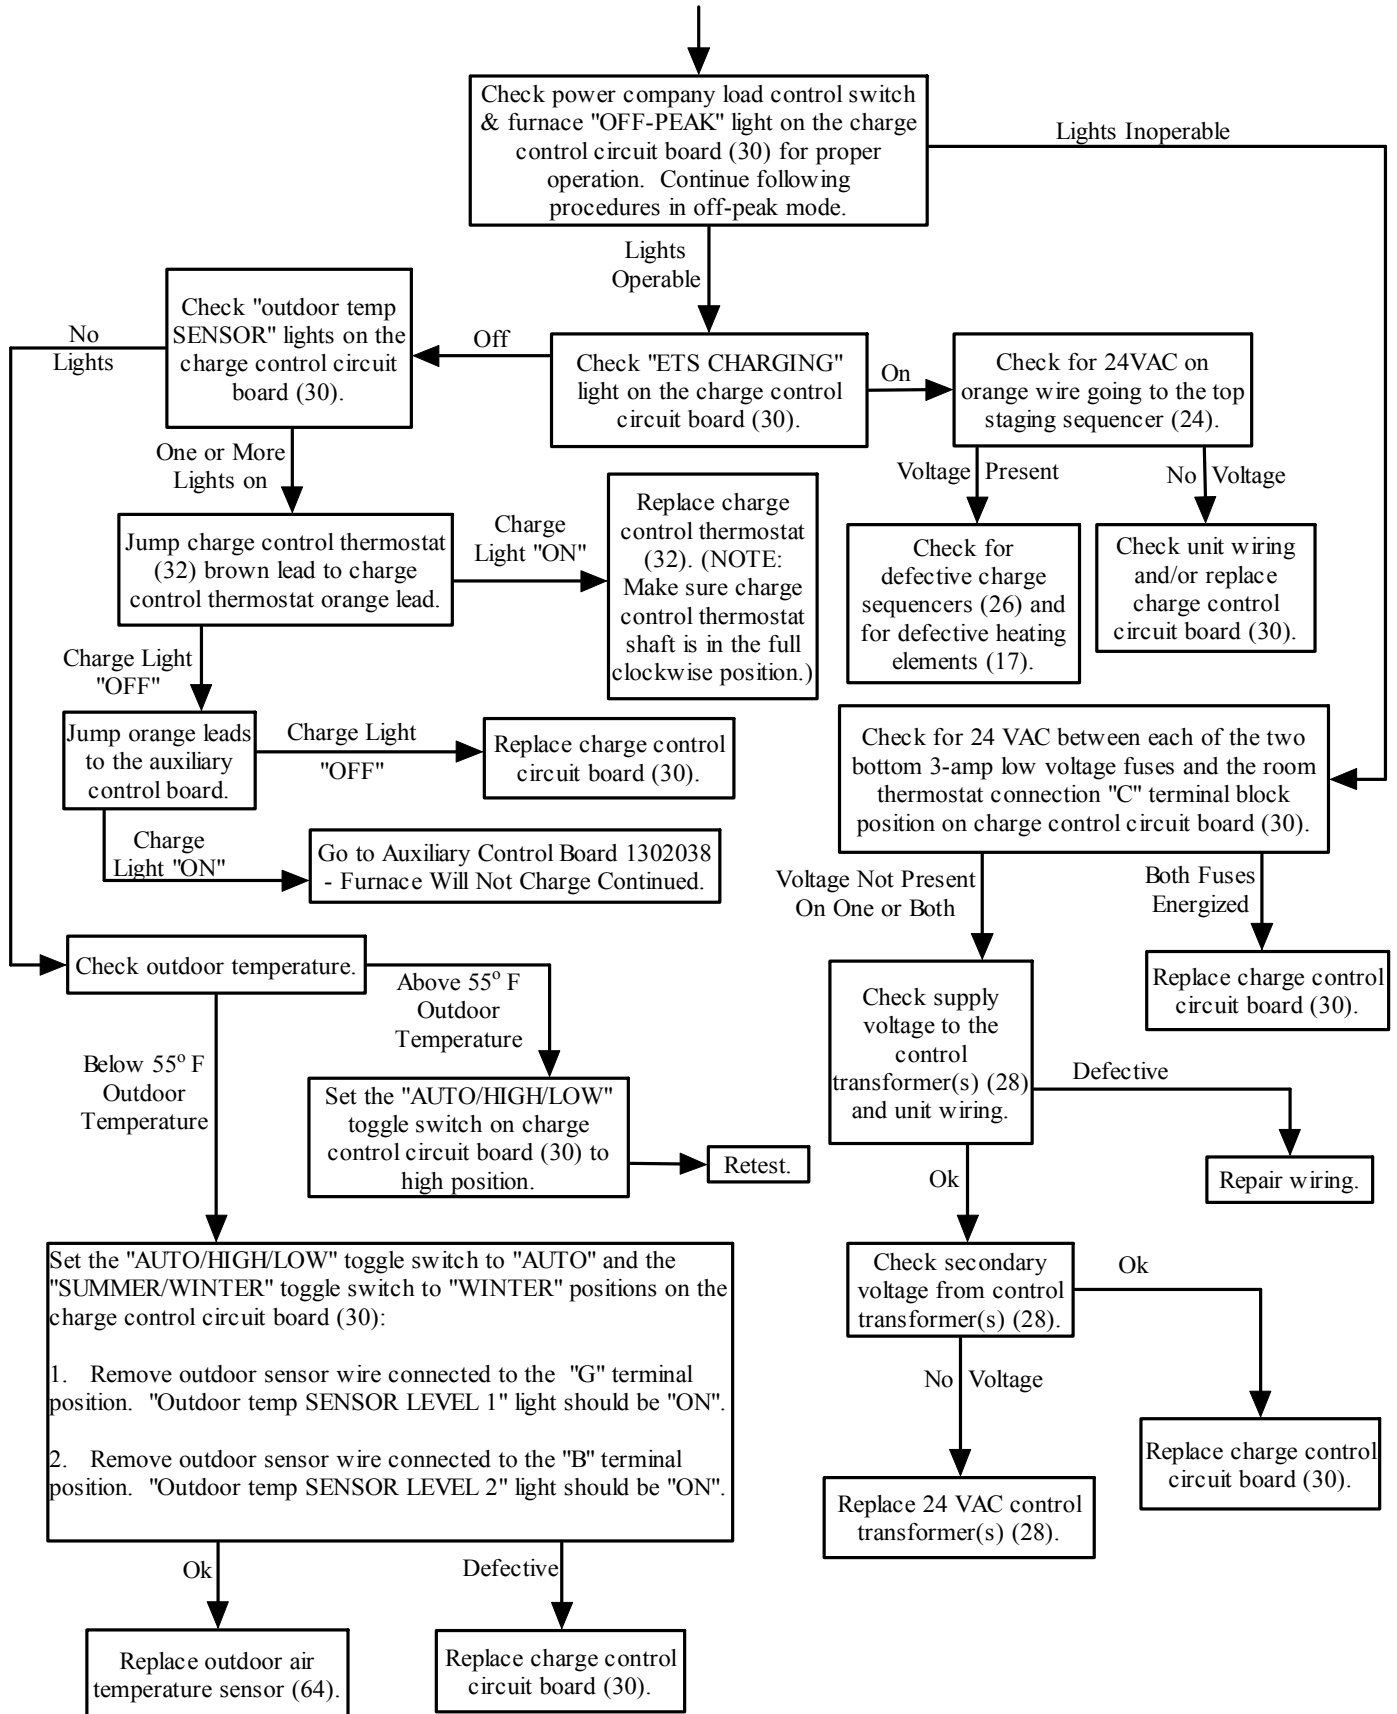 Check power company load control switch
& furnace "OFF-PEAK" light on the charge
control circuit board (30) for proper
operation. Continue following
procedures in off-peak mode.
Lights Inoperable
Lights
Operable
Check "outdoor temp
SENSOR" lights on the
charge control circuit
board (30).
No
Lights
Off
Check "ETS CHARGING"
light on the charge control
circuit board (30).
On
Check for 24VAC on
orange wire going to the top
staging sequencer (24).
One or More
Lights on
Voltage Present
No Voltage
Jump charge control thermostat
(32) brown lead to charge
control thermostat orange lead.
Charge
Light "ON"
Replace charge
control thermostat
(32). (NOTE:
Make sure charge
control thermostat
shaft is in the full
clockwise position.)
Check for
defective charge
sequencers (26) and
for defective heating
elements (17).
Check unit wiring
and/or replace
charge control
circuit board (30).
Charge Light
"OFF"
Jump orange leads
to the auxiliary
control board.
Charge Light
"OFF"
Replace charge control
circuit board (30).
Check for 24 VAC between each of the two
bottom 3-amp low voltage fuses and the room
thermostat connection "C" terminal block
position on charge control circuit board (30).
Charge
Light "ON"
Go to Auxiliary Control Board 1302038
- Furnace Will Not Charge Continued.
Voltage Not Present
On One or Both
Both Fuses
Energized
Check outdoor temperature.
Above 55° F
Outdoor
Temperature
Check supply
voltage to the
control
transformer(s) (28)
and unit wiring.
Replace charge control
circuit board (30).
Below 55° F
Outdoor
Temperature
Defective
Set the "AUTO/HIGH/LOW"
toggle switch on charge
control circuit board (30) to
high position.
Retest.
Ok
Repair wiring.
Set the "AUTO/HIGH/LOW" toggle switch to "AUTO" and the
"SUMMER/WINTER" toggle switch to "WINTER" positions on the
charge control circuit board (30):
1. Remove outdoor sensor wire connected to the "G" terminal
position. "Outdoor temp SENSOR LEVEL 1" light should be "ON".
2. Remove outdoor sensor wire connected to the "B" terminal
position. "Outdoor temp SENSOR LEVEL 2" light should be "ON".
Check secondary
voltage from control
transformer(s) (28).
Ok
No Voltage
Replace charge control
circuit board (30).
Replace 24 VAC control
transformer(s) (28).
Ok
Defective
Replace outdoor air
temperature sensor (64).
Replace charge control
circuit board (30).